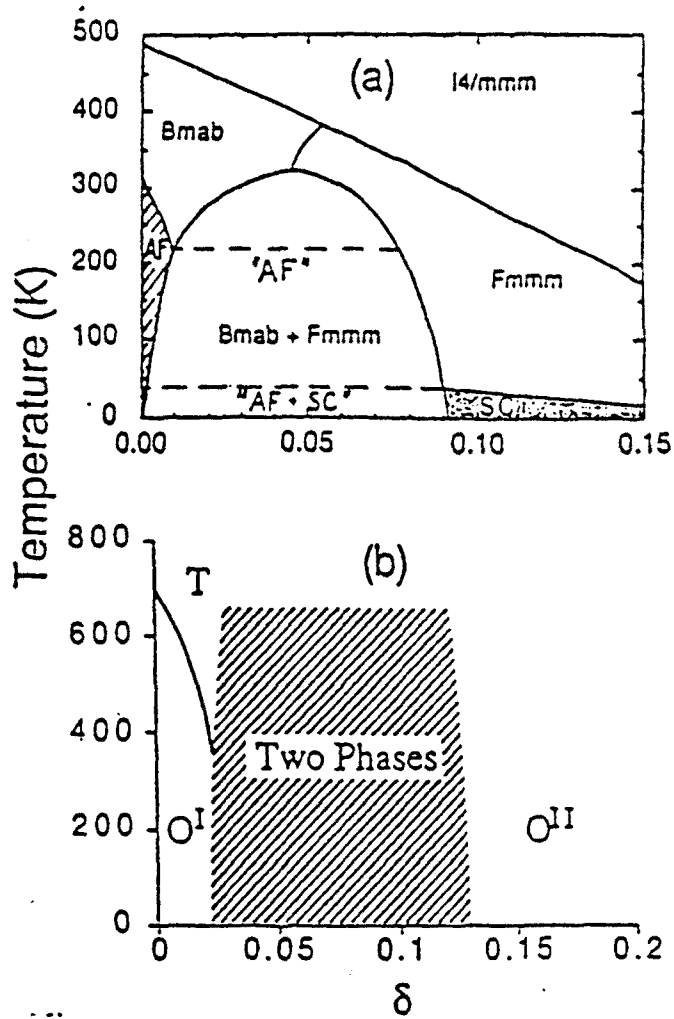 500
(a)
I4/mmm
400
Bmab
300
AF
200
"AF"
Fmmm
100
Bmab + Fmmm
"AF + SC"
SC
0
0.00
0.05
0.10
0.15
Temperature (K)
800
T
(b)
600
400
Two Phases
200
O^I
O^II
0
0
0.05
0.1
0.15
0.2
δ